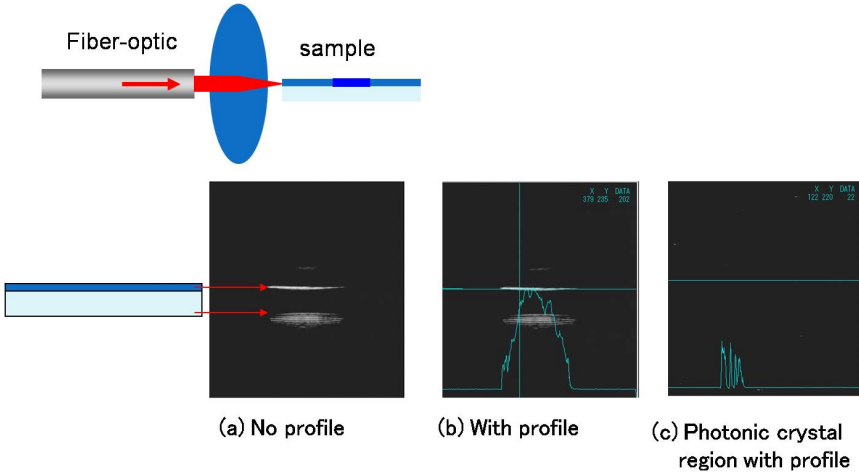 Fiber-optic
sample
X Y DATA
379 235 202
X Y DATA
122 220 22
(a) No profile
(b) With profile
(c) Photonic crystal
region with profile